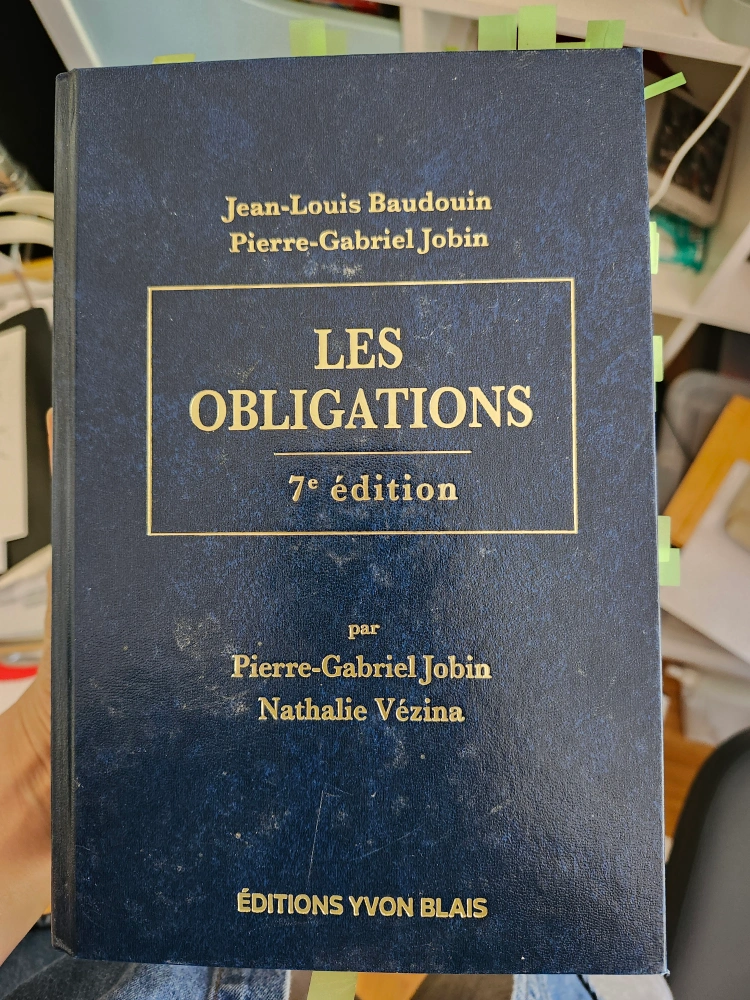 Jean-Louis Baudouin
Pierre-Gabriel Jobin
LES
OBLIGATIONS
7e édition
par
Pierre-Gabriel Jobin
Nathalie Vézina
ÉDITIONS YVON BLAIS